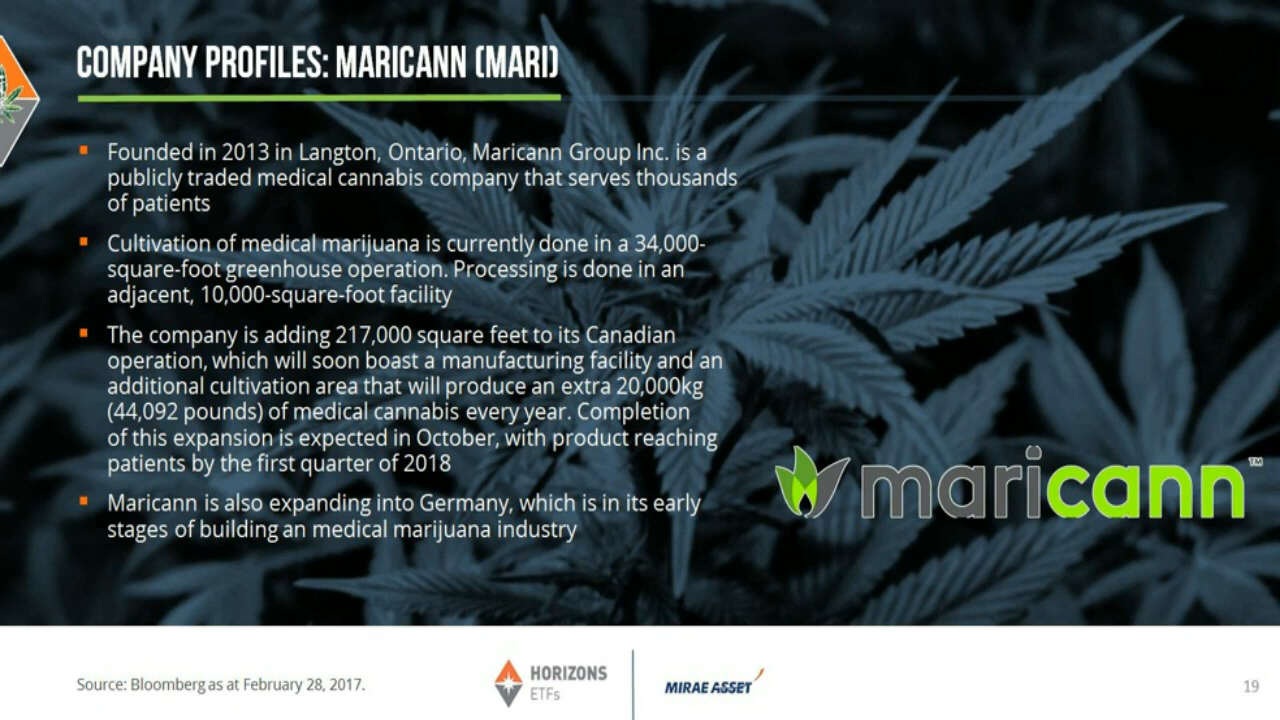 COMPANY PROFILES: MARICANN (MARI)
Founded in 2013 in Langton, Ontario, Maricann Group Inc. is a
publicly traded medical cannabis company that serves thousands
of patients
Cultivation of medical marijuana is currently done in a 34,000-
square-foot greenhouse operation. Processing is done in an
adjacent, 10,000-square-foot facility
The company is adding 217,000 square feet to its Canadian
operation, which will soon boast a manufacturing facility and an
additional cultivation area that will produce an extra 20,000kg
(44,092 pounds) of medical cannabis every year. Completion
of this expansion is expected in October, with product reaching
patients by the first quarter of 2018
Maricann is also expanding into Germany, which is in its early
stages of building an medical marijuana industry
maricann™
Source: Bloomberg as at February 28, 2017.
HORIZONS
ETFs
MIRAE ASSET
19